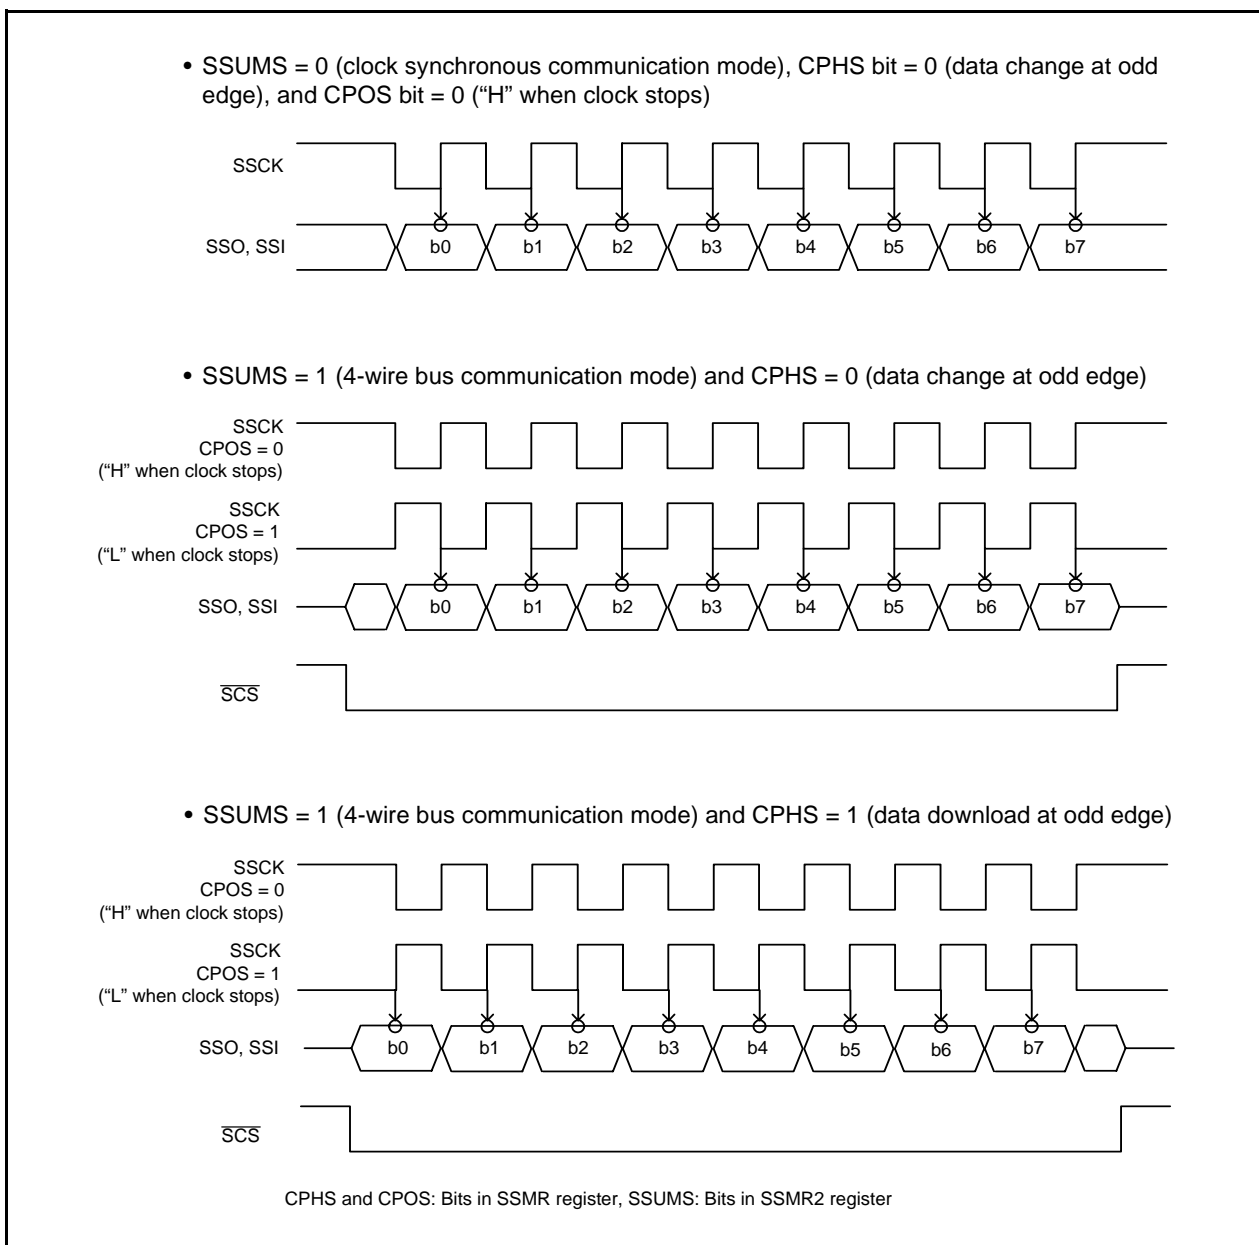 • SSUMS = 0 (clock synchronous communication mode), CPHS bit = 0 (data change at odd
edge), and CPOS bit = 0 (“H” when clock stops)
SSCK
SSO, SSI
b0 b1 b2 b3 b4 b5 b6 b7
• SSUMS = 1 (4-wire bus communication mode) and CPHS = 0 (data change at odd edge)
SSCK
CPOS = 0
(“H” when clock stops)
SSCK
CPOS = 1
(“L” when clock stops)
SSO, SSI
b0 b1 b2 b3 b4 b5 b6 b7
SCS
• SSUMS = 1 (4-wire bus communication mode) and CPHS = 1 (data download at odd edge)
SSCK
CPOS = 0
(“H” when clock stops)
SSCK
CPOS = 1
(“L” when clock stops)
SSO, SSI
b0 b1 b2 b3 b4 b5 b6 b7
SCS
CPHS and CPOS: Bits in SSMR register, SSUMS: Bits in SSMR2 register